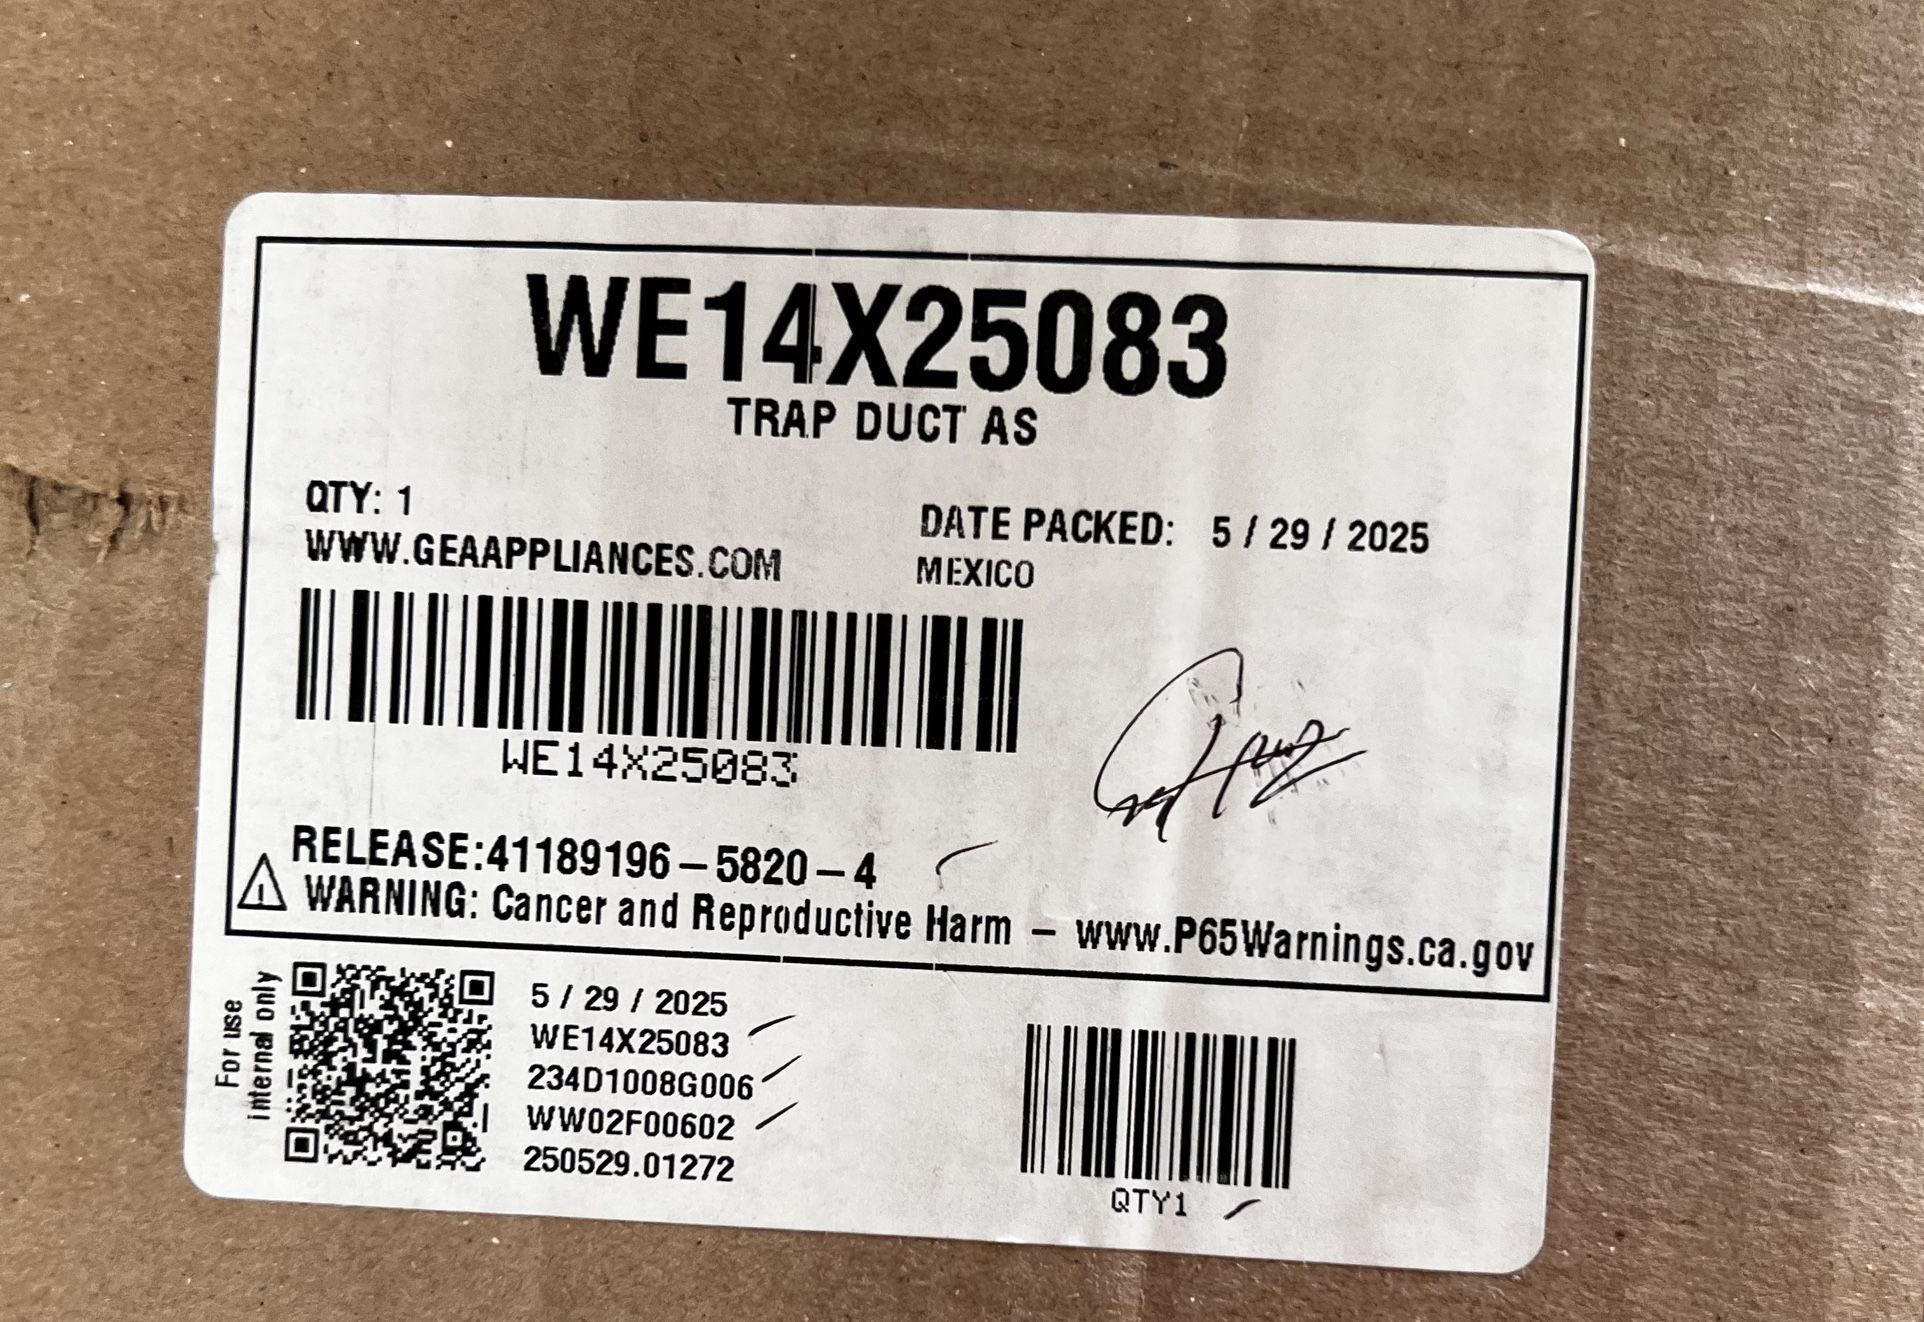 WE14X25083
TRAP DUCT AS
QTY: 1
WWW.GEAAPPLIANCES.COM
DATE PACKED: 5 / 29 / 2025
MEXICO
WE14X25083
RELEASE:41189196-5820-4
WARNING: Cancer and Reproductive Harm - www.P65Warnings.ca.gov
For use
internal only
5 / 29 / 2025
WE14X25083
234D1008G006
WW02F00602
250529.01272
QTY1